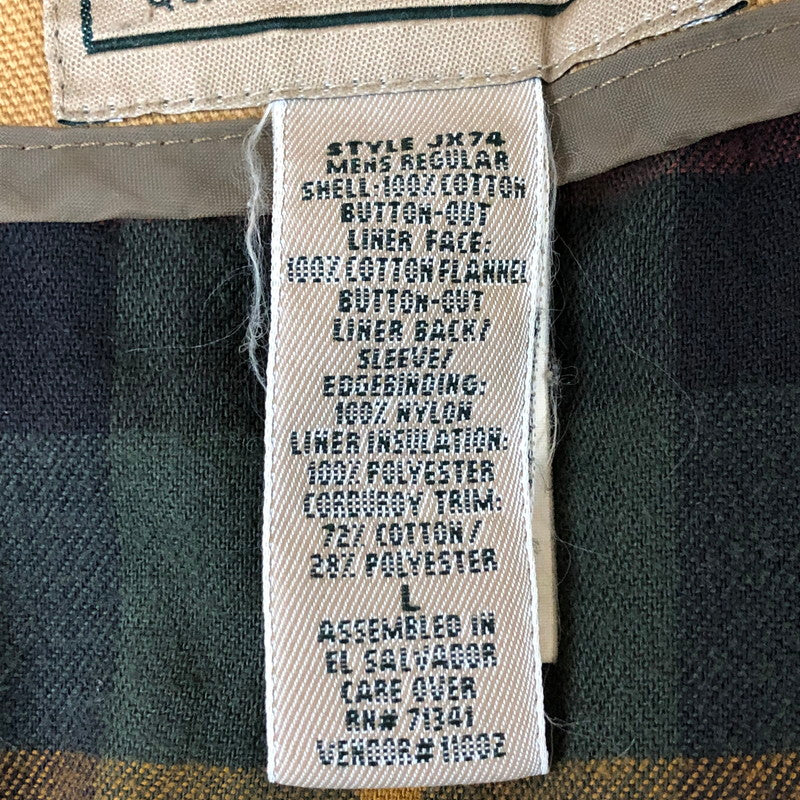 STYLE JX74
MENS REGULAR
SHELL:100% COTTON
BUTTON-OUT
LINER FACE:
100% COTTON FLANNEL
BUTTON-OUT
LINER BACK/
SLEEVE/
EDGEBINDING:
100% NYLON
LINER INSULATION:
100% POLYESTER
CORDUROY TRIM:
72% COTTON/
28% POLYESTER
L
ASSEMBLED IN
EL SALVADOR
CARE OVER
RN# 71341
VENDOR# 11002